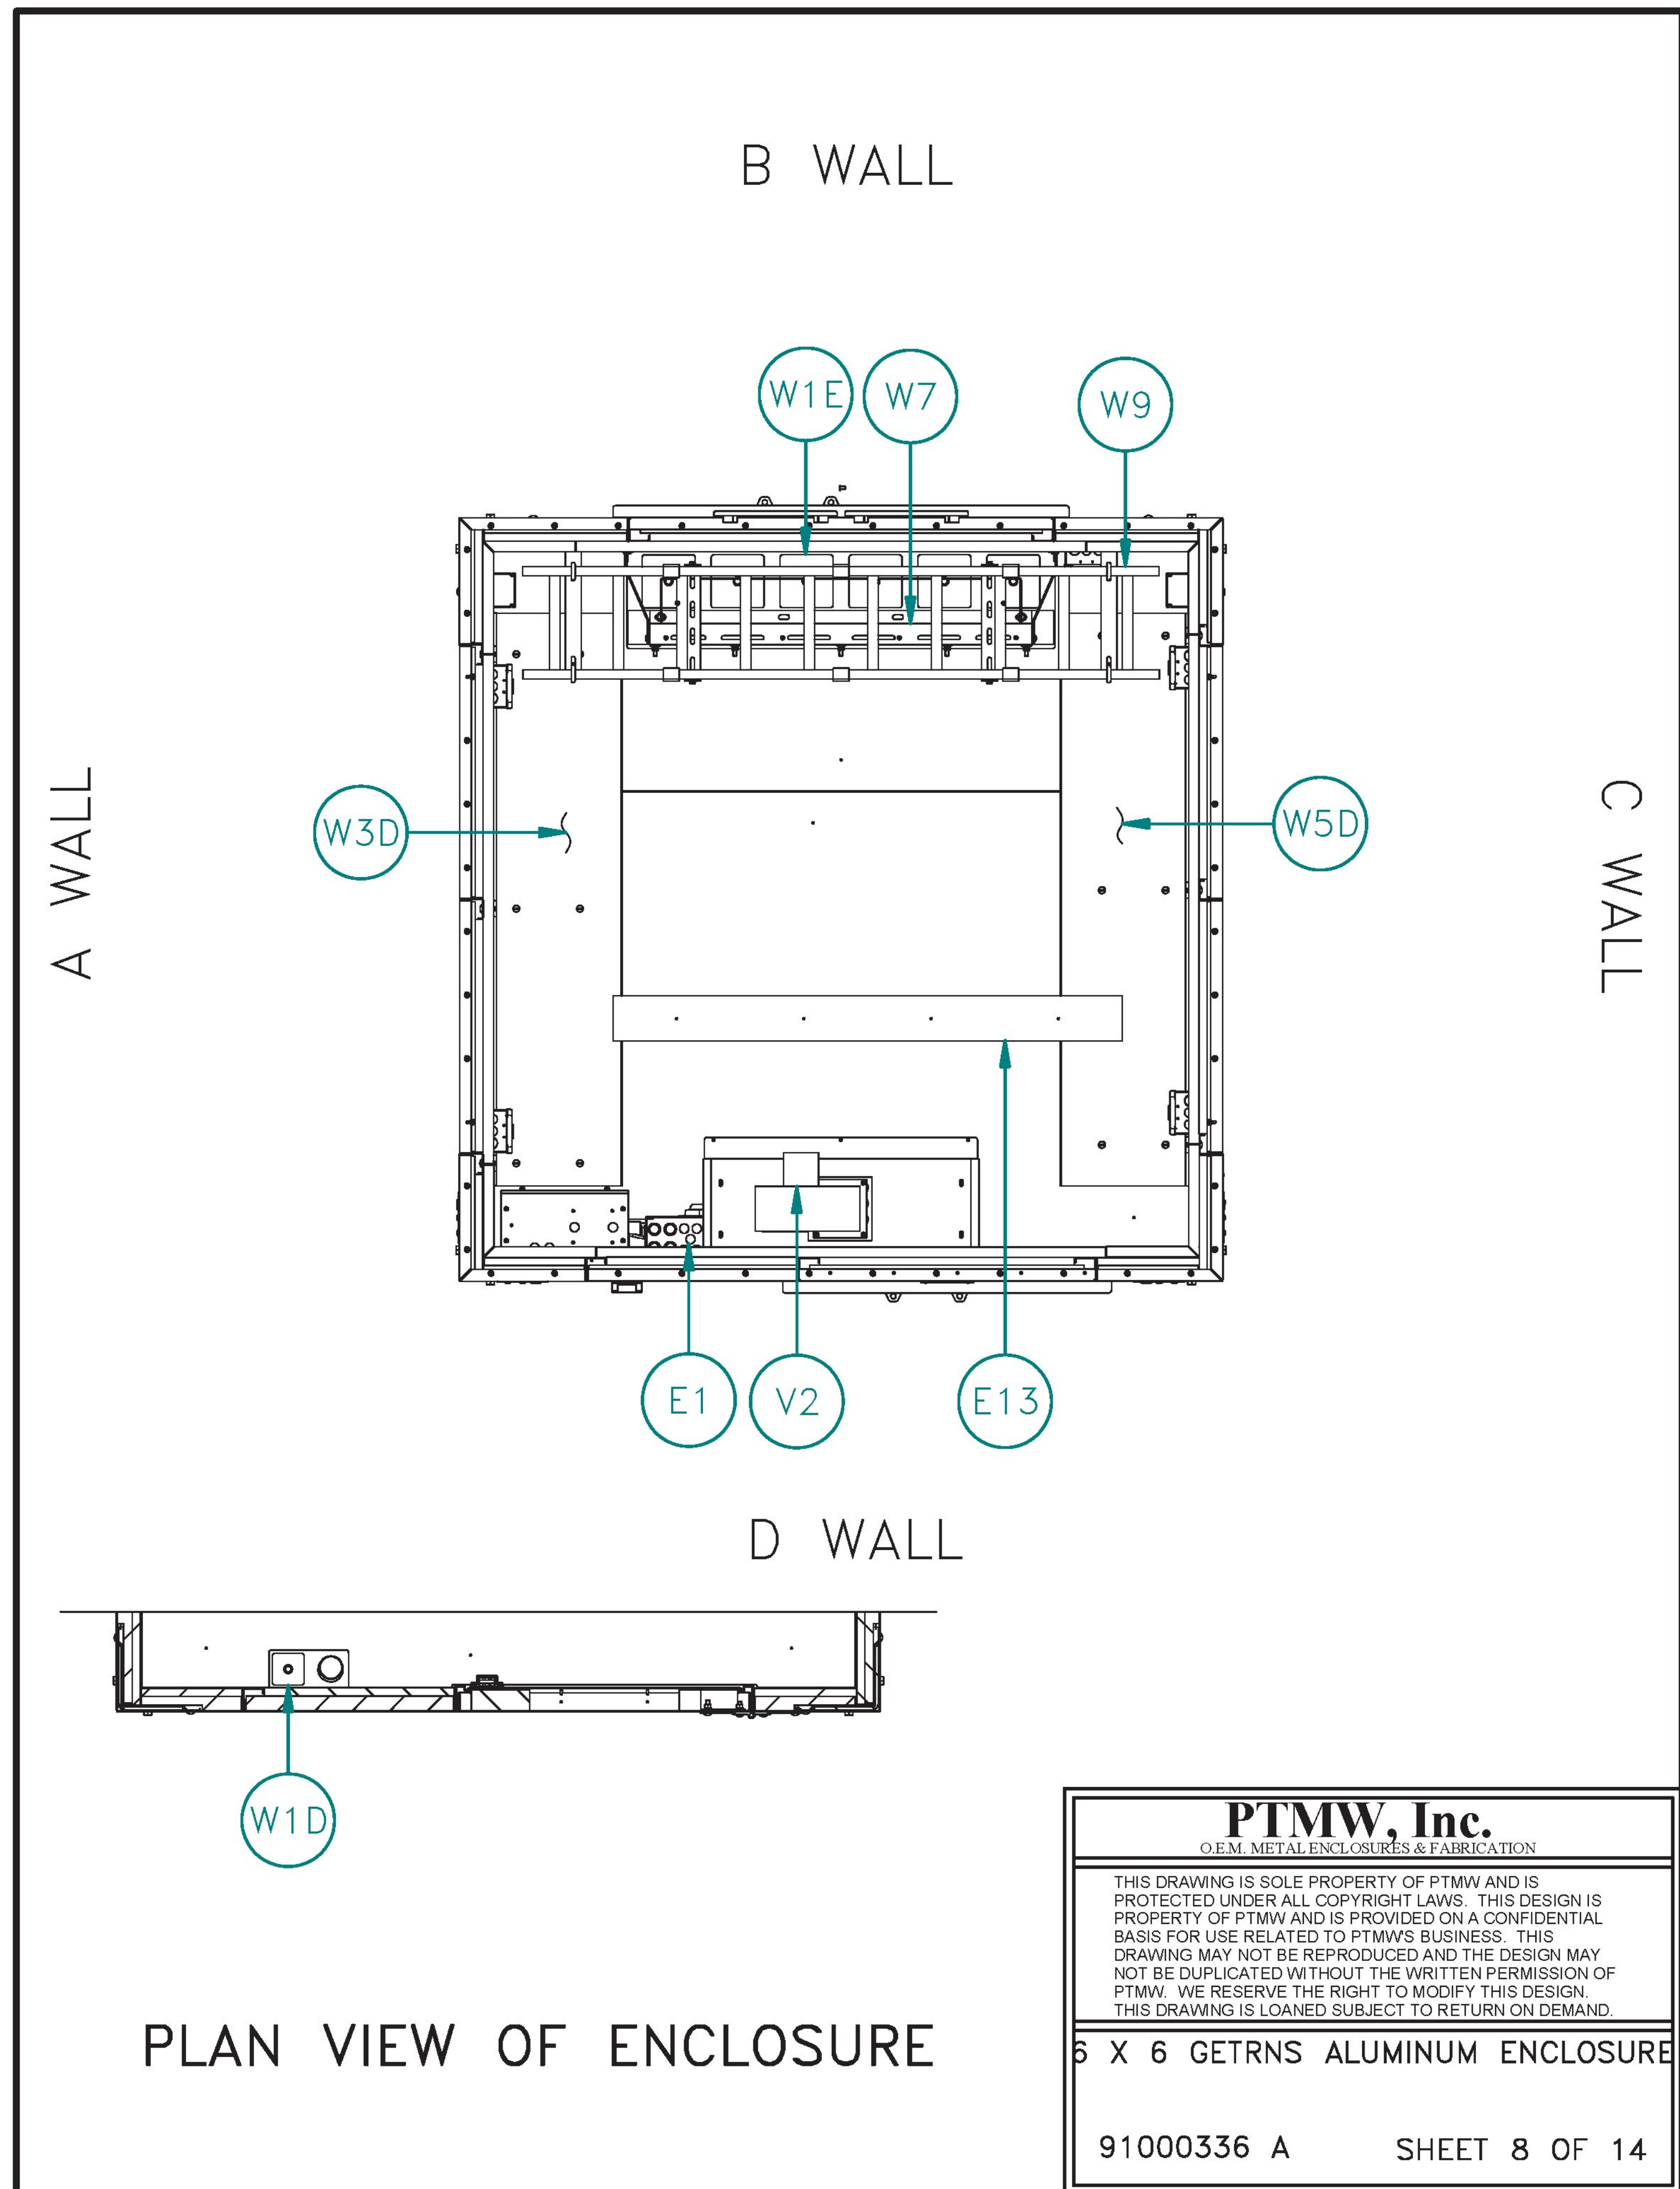 B WALL
W1E
W7
W9
A WALL
W3D
W5D
C WALL
E1
V2
E13
D WALL
W1D
PLAN VIEW OF ENCLOSURE
PTMW, Inc.
O.E.M. METAL ENCLOSURES & FABRICATION
THIS DRAWING IS SOLE PROPERTY OF PTMW AND IS
PROTECTED UNDER ALL COPYRIGHT LAWS. THIS DESIGN IS
PROPERTY OF PTMW AND IS PROVIDED ON A CONFIDENTIAL
BASIS FOR USE RELATED TO PTMW'S BUSINESS. THIS
DRAWING MAY NOT BE REPRODUCED AND THE DESIGN MAY
NOT BE DUPLICATED WITHOUT THE WRITTEN PERMISSION OF
PTMW. WE RESERVE THE RIGHT TO MODIFY THIS DESIGN.
THIS DRAWING IS LOANED SUBJECT TO RETURN ON DEMAND.
6 X 6 GETRNS ALUMINUM ENCLOSURE
91000336 A SHEET 8 OF 14